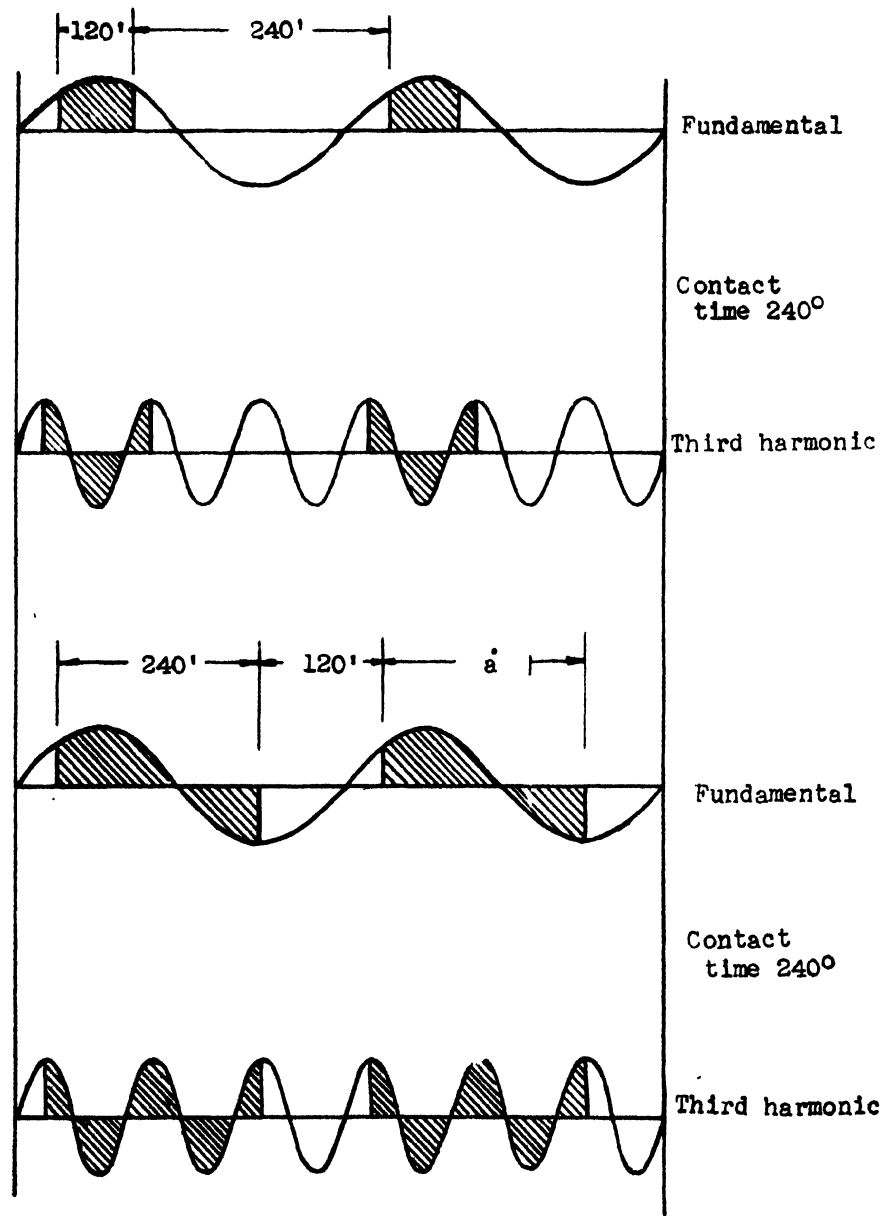 120' 240'
Fundamental
Contact
time 240°
Third harmonic
240' 120' å
Fundamental
Contact
time 240°
Third harmonic